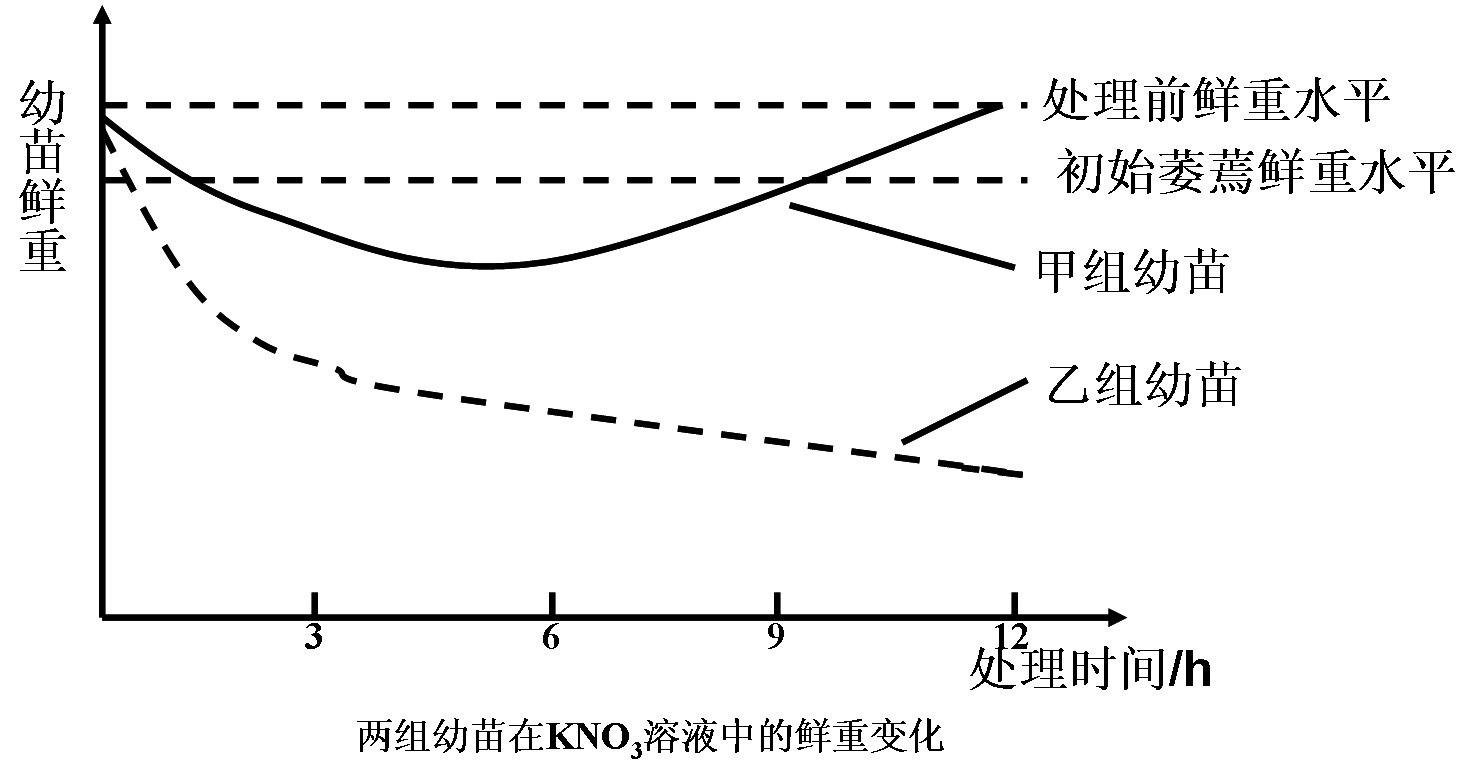 幼苗鲜重
处理前鲜重水平
初始萎蔫鲜重水平
甲组幼苗
乙组幼苗
3 6 9 12
处理时间/h
两组幼苗在KNO₃溶液中的鲜重变化